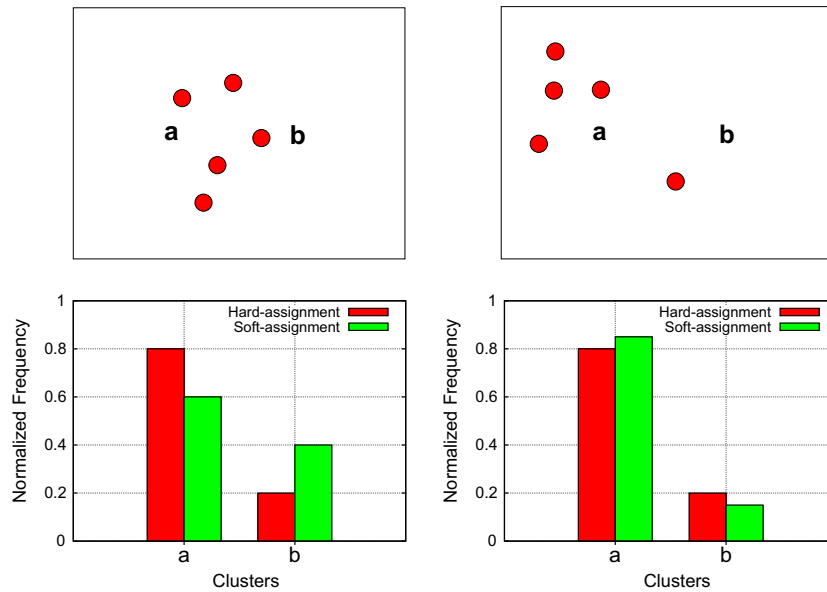 a
b
a
b
1
0.8
0.6
0.4
0.2
0
Normalized Frequency
Hard-assignment
Soft-assignment
a
b
Clusters
1
0.8
0.6
0.4
0.2
0
Normalized Frequency
Hard-assignment
Soft-assignment
a
b
Clusters